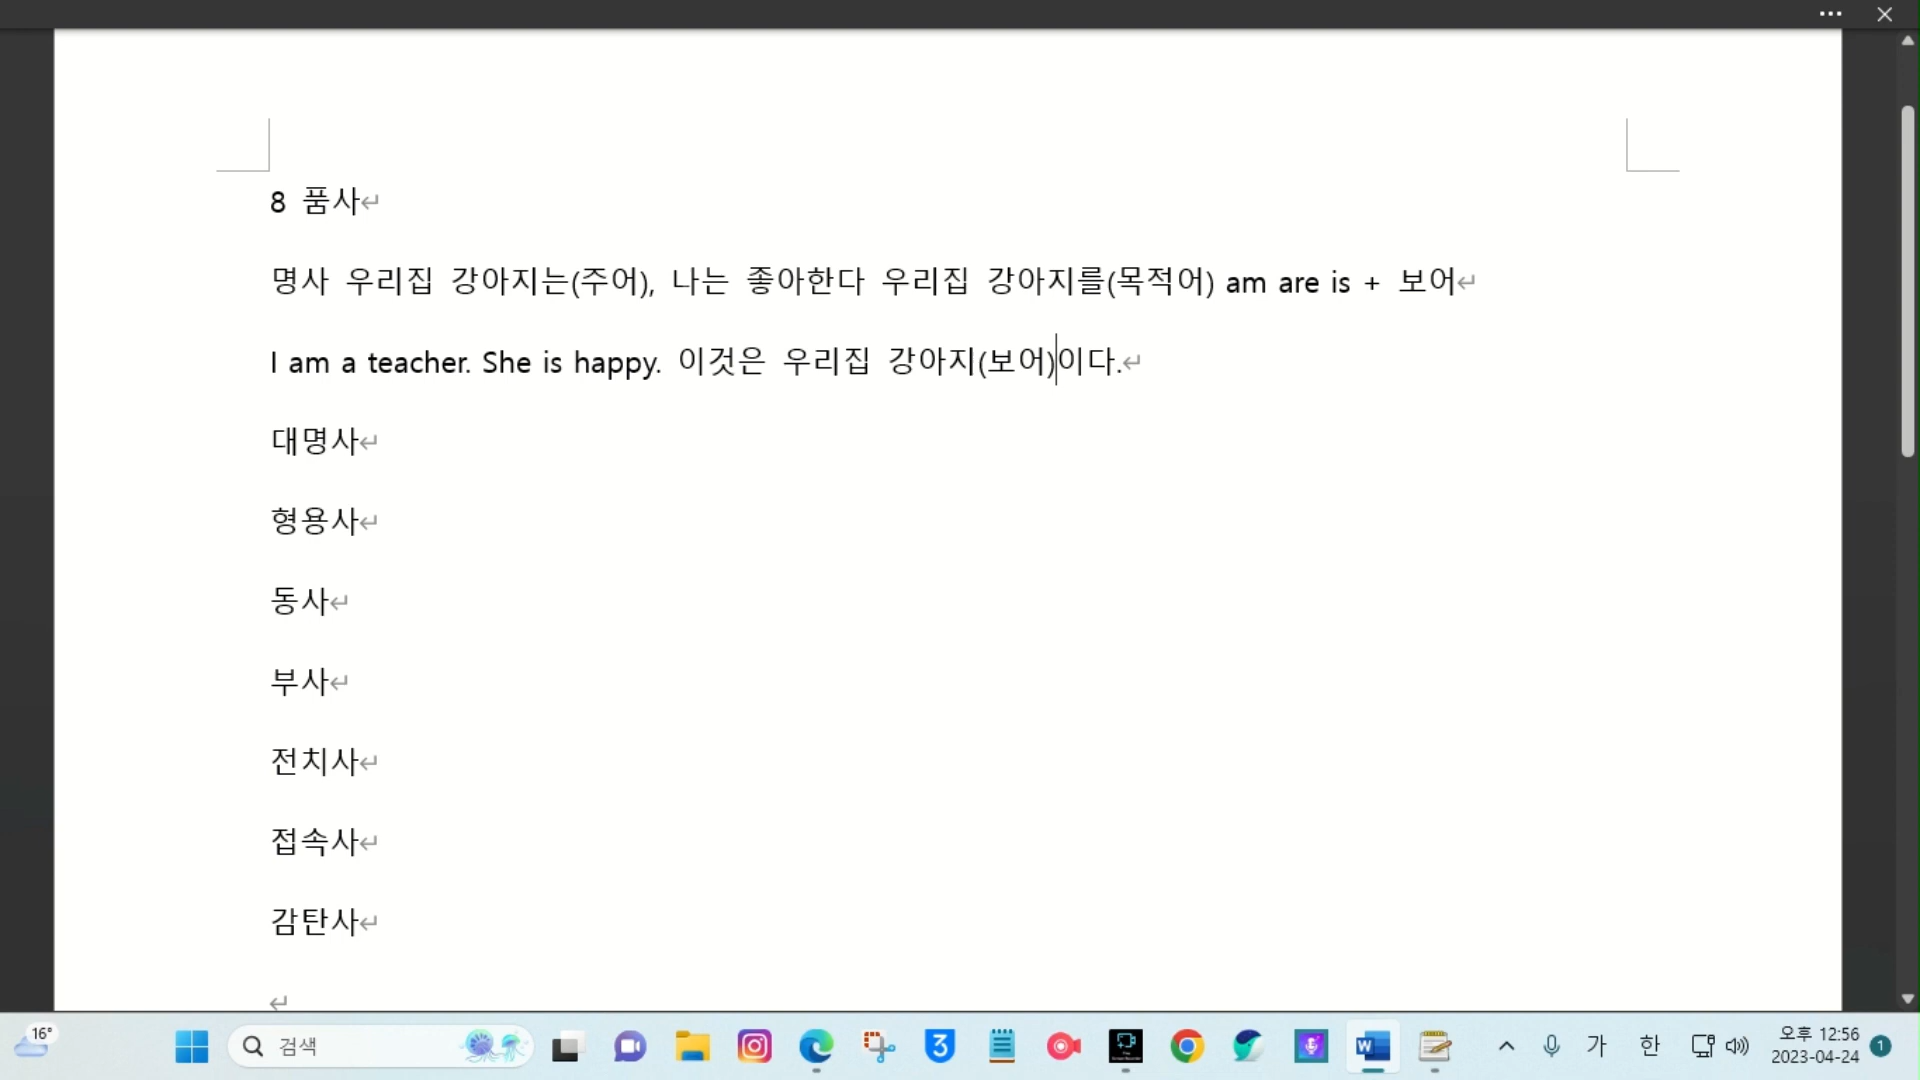 8 품사
명사 우리집 강아지는(주어), 나는 좋아한다 우리집 강아지를(목적어) am are is + 보어
I am a teacher. She is happy. 이것은 우리집 강아지(보어)이다.
대명사
형용사
동사
부사
전치사
접속사
감탄사
16°
검색
가
한
오후 12:56
2023-04-24
1